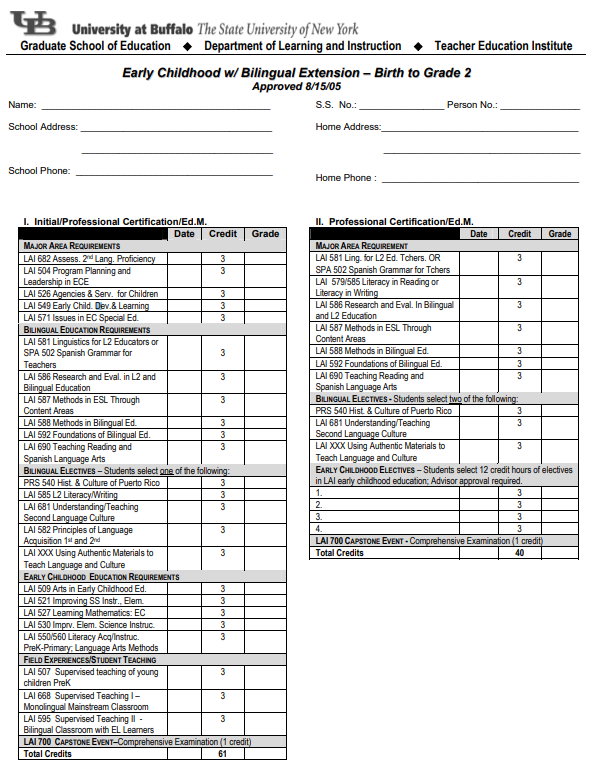 UB University at Buffalo The State University of New York
Graduate School of Education ◆ Department of Learning and Instruction ◆ Teacher Education Institute
Early Childhood w/ Bilingual Extension – Birth to Grade 2
Approved 8/15/05
Name: S.S. No.: Person No.:
School Address: Home Address:
School Phone: Home Phone :
I. Initial/Professional Certification/Ed.M.
Date Credit Grade
MAJOR AREA REQUIREMENTS
LAI 682 Assess. 2nd Lang. Proficiency 3
LAI 504 Program Planning and 3
Leadership in ECE
LAI 526 Agencies & Serv. for Children 3
LAI 549 Early Child. Dev.& Learning 3
LAI 571 Issues in EC Special Ed. 3
BILINGUAL EDUCATION REQUIREMENTS
LAI 581 Linguistics for L2 Educators or
SPA 502 Spanish Grammar for 3
Teachers
LAI 586 Research and Eval. in L2 and 3
Bilingual Education
LAI 587 Methods in ESL Through 3
Content Areas
LAI 588 Methods in Bilingual Ed. 3
LAI 592 Foundations of Bilingual Ed. 3
LAI 690 Teaching Reading and 3
Spanish Language Arts
BILINGUAL ELECTIVES – Students select one of the following:
PRS 540 Hist. & Culture of Puerto Rico 3
LAI 585 L2 Literacy/Writing 3
LAI 681 Understanding/Teaching 3
Second Language Culture
LAI 582 Principles of Language 3
Acquisition 1st and 2nd
LAI XXX Using Authentic Materials to 3
Teach Language and Culture
EARLY CHILDHOOD EDUCATION REQUIREMENTS
LAI 509 Arts in Early Childhood Ed. 3
LAI 521 Improving SS Instr., Elem. 3
LAI 527 Learning Mathematics: EC 3
LAI 530 Imprv. Elem. Science Instruc. 3
LAI 550/560 Literacy Acq/Instruc. 3
PreK-Primary; Language Arts Methods
FIELD EXPERIENCES/STUDENT TEACHING
LAI 507 Supervised teaching of young 3
children PreK
LAI 668 Supervised Teaching I – 3
Monolingual Mainstream Classroom
LAI 595 Supervised Teaching II - 3
Bilingual Classroom with EL Learners
LAI 700 CAPSTONE EVENT–Comprehensive Examination (1 credit)
Total Credits 61
II. Professional Certification/Ed.M.
Date Credit Grade
MAJOR AREA REQUIREMENT
LAI 581 Ling. for L2 Ed. Tchers. OR 3
SPA 502 Spanish Grammar for Tchers
LAI 579/585 Literacy in Reading or 3
Literacy in Writing
LAI 586 Research and Eval. In Bilingual 3
and L2 Education
LAI 587 Methods in ESL Through 3
Content Areas
LAI 588 Methods in Bilingual Ed. 3
LAI 592 Foundations of Bilingual Ed. 3
LAI 690 Teaching Reading and 3
Spanish Language Arts
BILINGUAL ELECTIVES- Students select two of the following:
PRS 540 Hist. & Culture of Puerto Rico 3
LAI 681 Understanding/Teaching 3
Second Language Culture
LAI XXX Using Authentic Materials to 3
Teach Language and Culture
EARLY CHILDHOOD ELECTIVES – Students select 12 credit hours of electives
in LAI early childhood education; Advisor approval required.
1. 3
2. 3
3. 3
4. 3
LAI 700 CAPSTONE EVENT - Comprehensive Examination (1 credit)
Total Credits 40